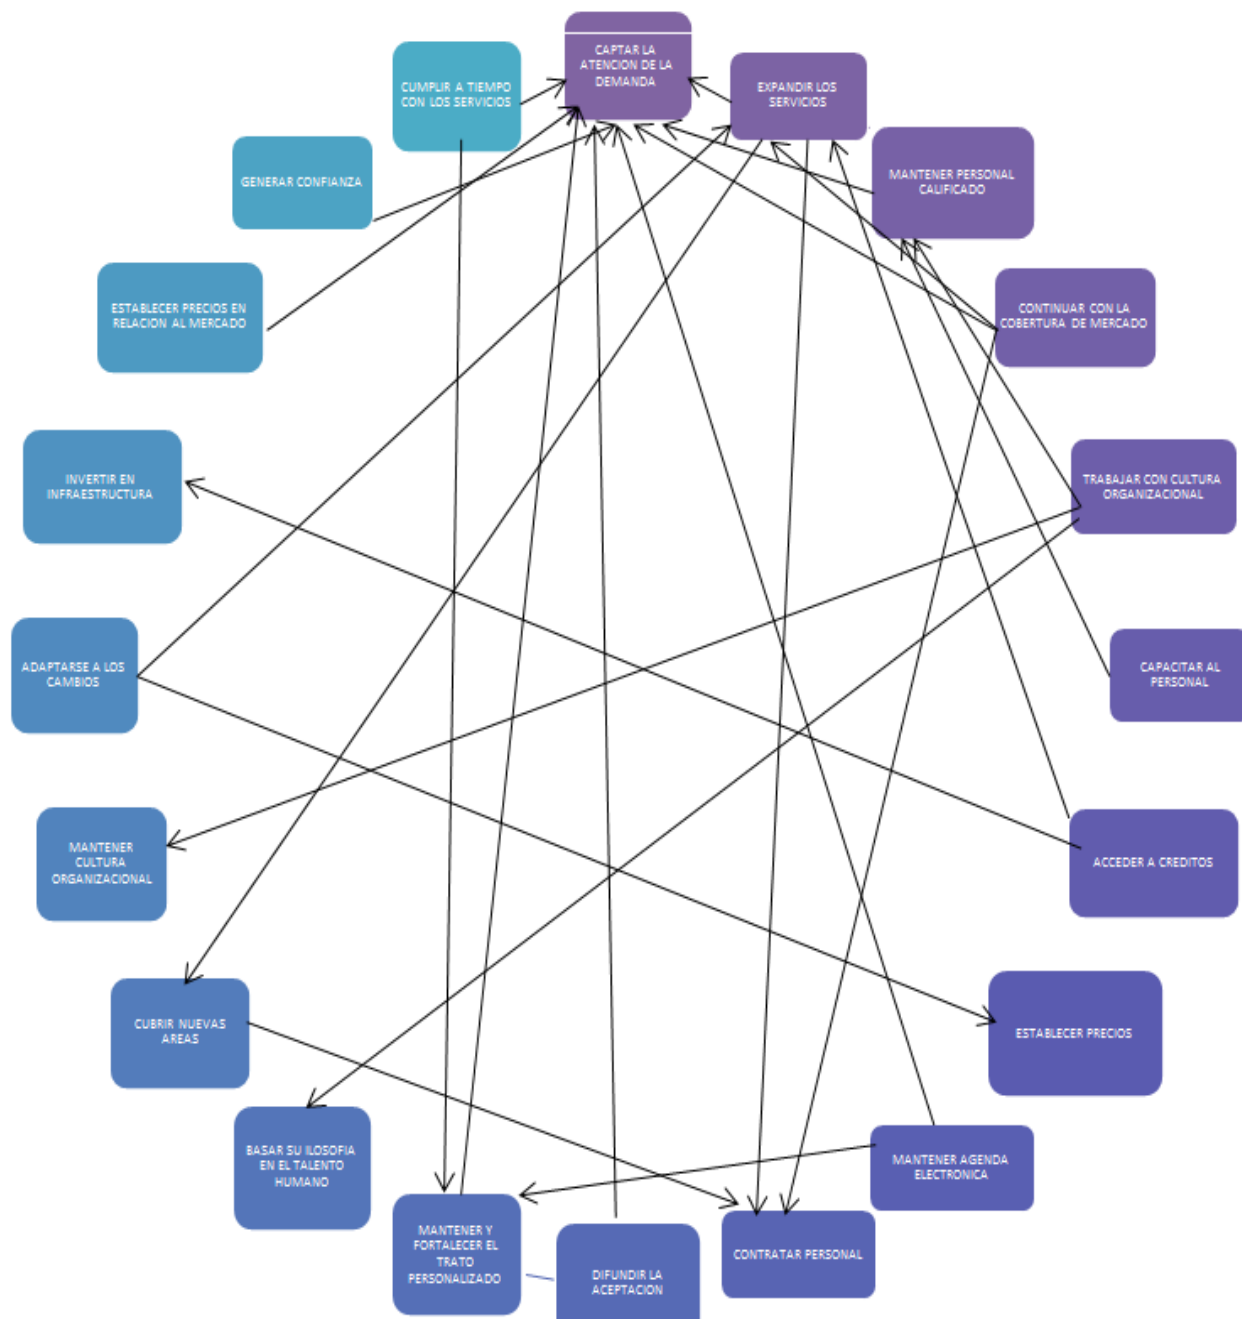 CAPTAR LA
ATENCION DE LA
DEMANDA
EXPANDIR LOS
SERVICIOS
MANTENER PERSONAL
CALIFICADO
CONTINUAR CON LA
COBERTURA DE MERCADO
TRABAJAR CON CULTURA
ORGANIZACIONAL
CAPACITAR AL
PERSONAL
ACCEDER A CREDITOS
ESTABLECER PRECIOS
MANTENER AGENDA
ELECTRONICA
CONTRATAR PERSONAL
DIFUNDIR LA
ACEPTACION
MANTENER Y
FORTALECER EL
TRATO
PERSONALIZADO
BASAR SU ILOSOFIA
EN EL TALENTO
HUMANO
CUBRIR NUEVAS
AREAS
MANTENER
CULTURA
ORGANIZACIONAL
ADAPTARSE A LOS
CAMBIOS
INVERTIR EN
INFRAESTRUCTURA
ESTABLECER PRECIOS EN
RELACION AL MERCADO
GENERAR CONFIANZA
CUMPLIR A TIEMPO
CON LOS SERVICIOS